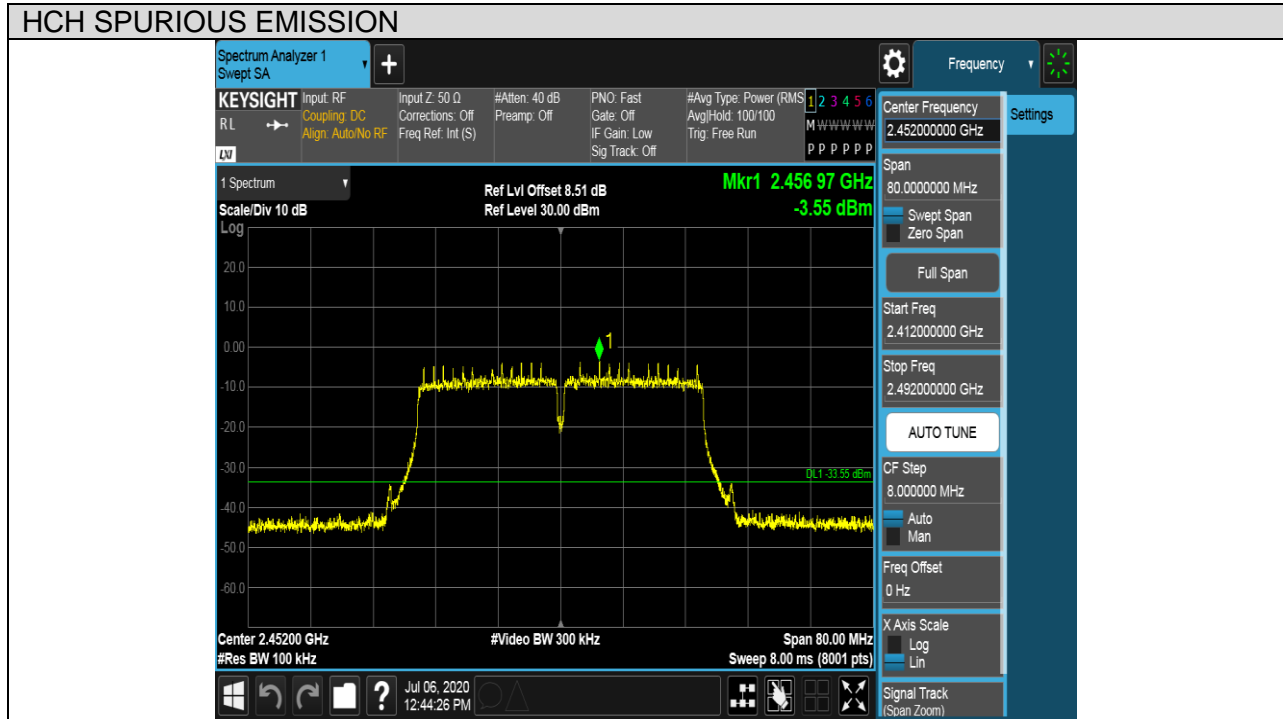 HCH SPURIOUS EMISSION
Spectrum Analyzer 1
Swept SA
Frequency
KEYSIGHT
RL
LXI
Input: RF
Coupling: DC
Align: Auto/No RF
Input Z: 50 Ω
Corrections: Off
Freq Ref: Int (S)
#Atten: 40 dB
Preamp: Off
PNO: Fast
Gate: Off
IF Gain: Low
Sig Track: Off
#Avg Type: Power (RMS
Avg|Hold: 100/100
Trig: Free Run
1 2 3 4 5 6
M W W W W W
P P P P P P
1 Spectrum
Scale/Div 10 dB
Ref Lvl Offset 8.51 dB
Ref Level 30.00 dBm
Mkr1 2.456 97 GHz
-3.55 dBm
Log
20.0
10.0
0.00
-10.0
-20.0
-30.0
-40.0
-50.0
-60.0
1
DL1 -33.55 dBm
Center 2.45200 GHz
#Res BW 100 kHz
#Video BW 300 kHz
Span 80.00 MHz
Sweep 8.00 ms (8001 pts)
Jul 06, 2020
12:44:26 PM
Center Frequency
2.452000000 GHz
Settings
Span
80.0000000 MHz
Swept Span
Zero Span
Full Span
Start Freq
2.412000000 GHz
Stop Freq
2.492000000 GHz
AUTO TUNE
CF Step
8.000000 MHz
Auto
Man
Freq Offset
0 Hz
X Axis Scale
Log
Lin
Signal Track
(Span Zoom)